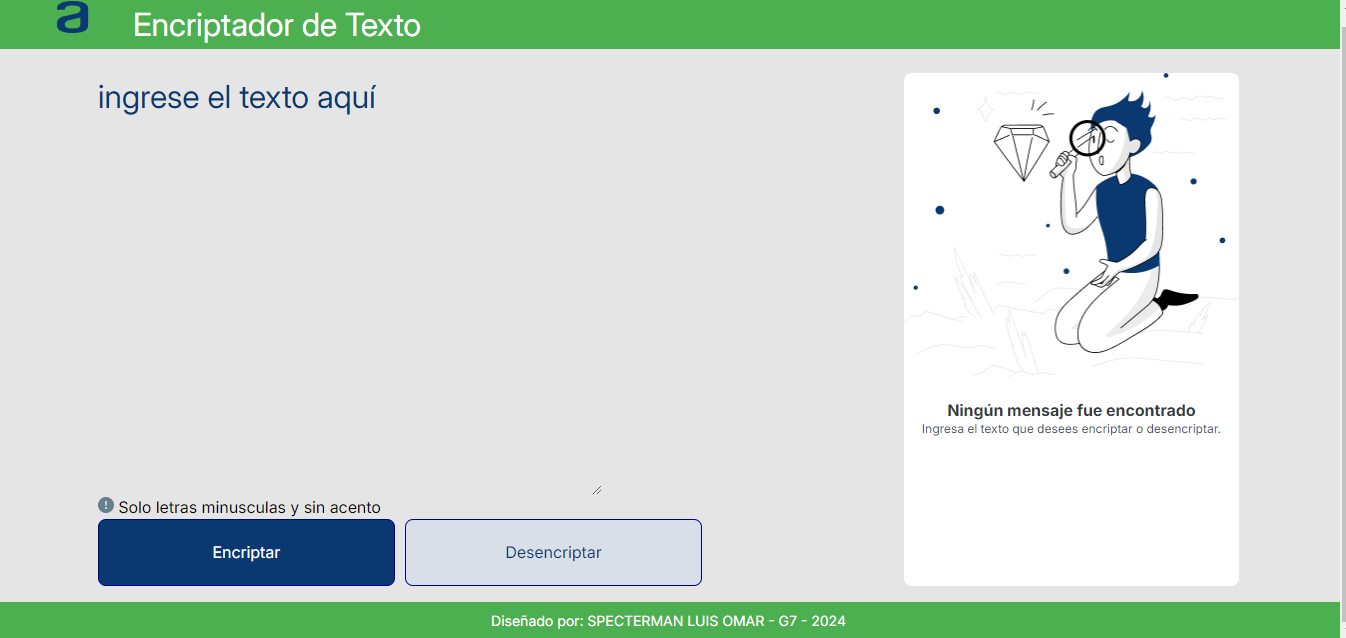 a
Encriptador de Texto
ingrese el texto aquí
Ningún mensaje fue encontrado
Ingresa el texto que desees encriptar o desencriptar.
! Solo letras minusculas y sin acento
Encriptar
Desencriptar
Diseñado por: SPECTERMAN LUIS OMAR - G7 - 2024